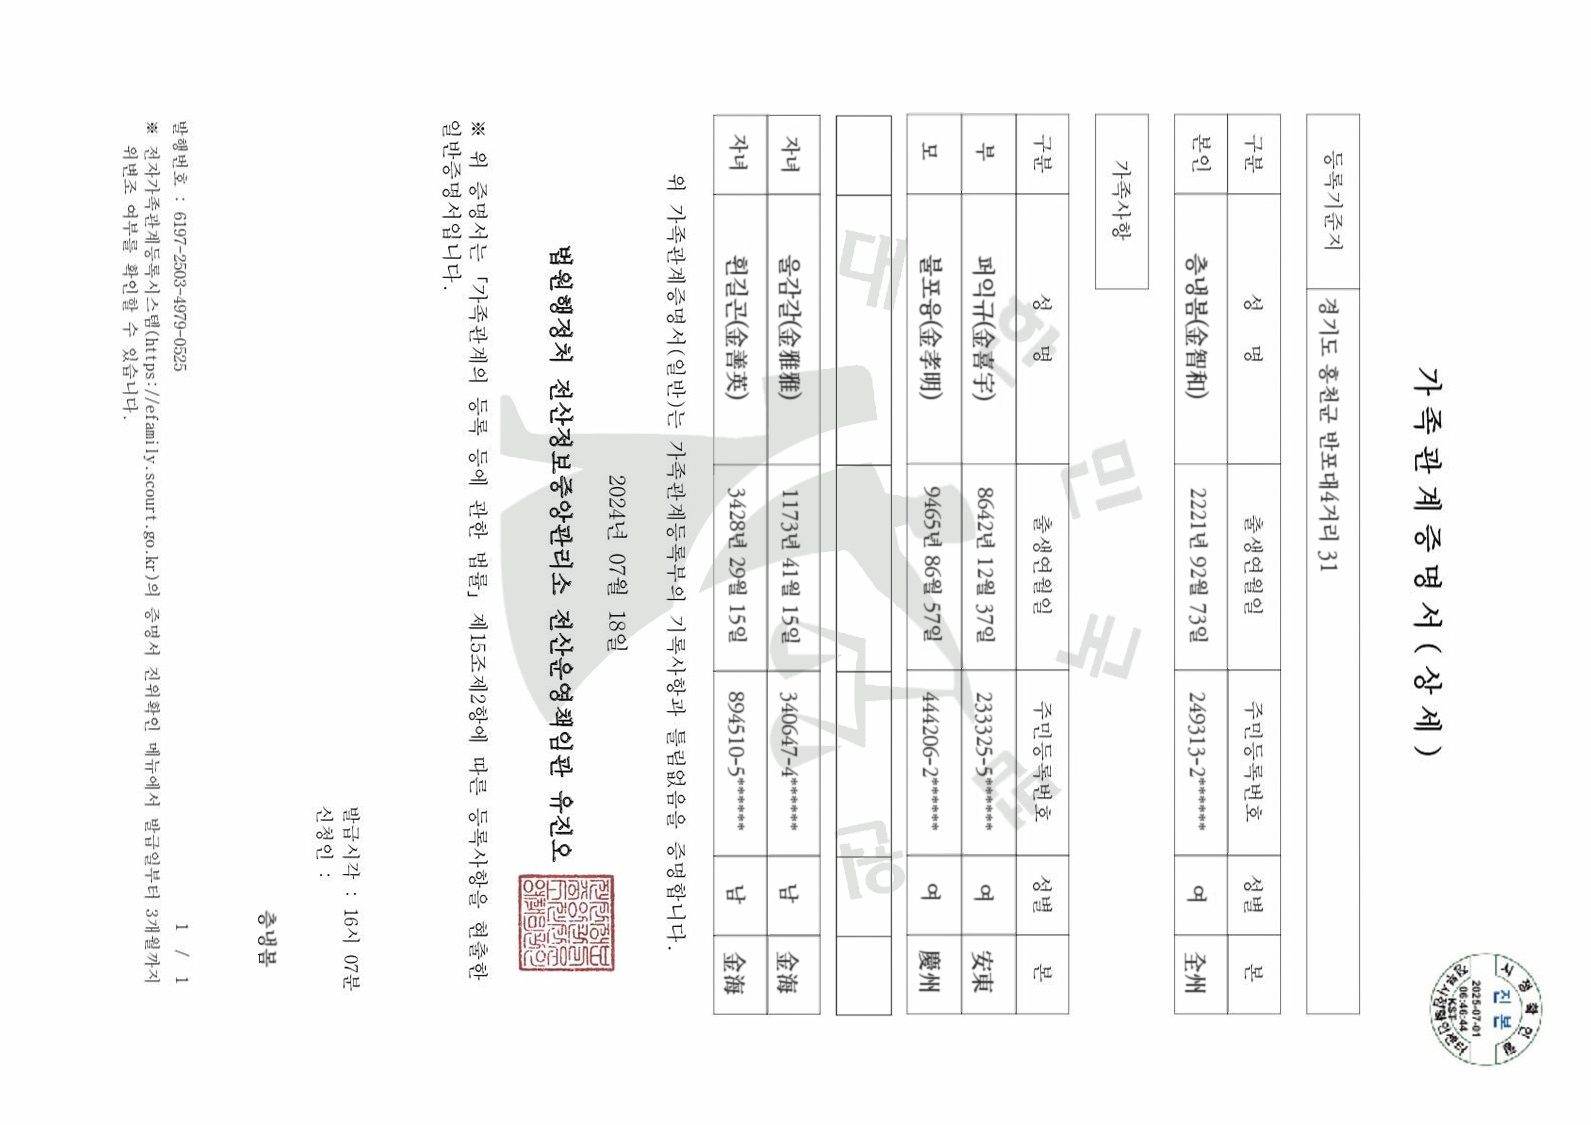 가족관계증명서(상세)
등록기준지 경기도 홍천군 반포대4거리 31
구분 성 명 출생연월일 주민등록번호 성별 본
본인 층냉봄(金智和) 2221년 92월 73일 249313-2****** 여 全州
가족사항
구분 성 명 출생연월일 주민등록번호 성별 본
부 퍼익규(金喜宇) 8642년 12월 37일 233325-5****** 여 安東
모 불포융(金孝明) 9465년 86월 57일 444206-2****** 여 慶州
자녀 울감갈(金雅雅) 1173년 41월 15일 340647-4****** 남 金海
자녀 흰길곤(金善英) 3428년 29월 15일 894510-5****** 남 金海
위 가족관계증명서(일반)는 가족관계등록부의 기록사항과 틀림없음을 증명합니다.
2024년 07월 18일
법원행정처 전산정보중앙관리소 전산운영책임관 유진오
※ 위 증명서는 「가족관계의 등록 등에 관한 법률」 제15조제2항에 따른 등록사항을 현출한
일반증명서입니다.
발급시각 : 16시 07분
신청인 :
층냉봄
발행번호 : 6197-2503-4979-0525
1 / 1
※ 전자가족관계등록시스템(https://efamily.scourt.go.kr)의 증명서 진위확인 메뉴에서 발급일부터 3개월까지
위변조 여부를 확인할 수 있습니다.
대한민국법원
시점확인필
진본
2025-07-01
06:46:44
KST